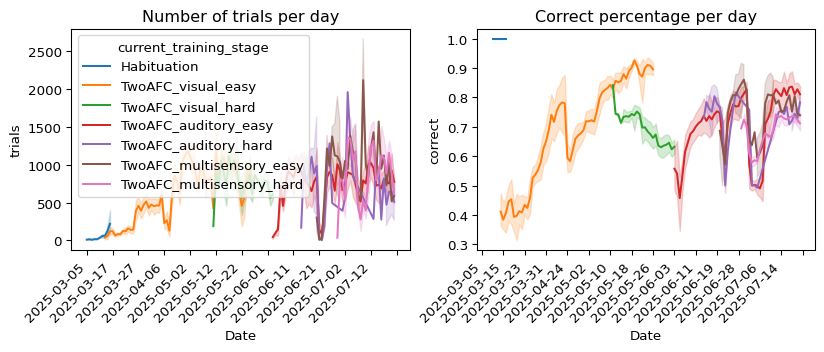 Number of trials per day
trials
2500
2000
1500
1000
500
0
current_training_stage
Habituation
TwoAFC_visual_easy
TwoAFC_visual_hard
TwoAFC_auditory_easy
TwoAFC_auditory_hard
TwoAFC_multisensory_easy
TwoAFC_multisensory_hard
2025-03-05
2025-03-17
2025-03-27
2025-04-06
2025-05-02
2025-05-12
2025-05-22
2025-06-01
2025-06-11
2025-06-21
2025-07-02
2025-07-12
Date
Correct percentage per day
correct
1.0
0.9
0.8
0.7
0.6
0.5
0.4
0.3
2025-03-05
2025-03-15
2025-03-23
2025-03-31
2025-04-24
2025-05-02
2025-05-10
2025-05-18
2025-05-26
2025-06-03
2025-06-11
2025-06-19
2025-06-28
2025-07-06
2025-07-14
Date